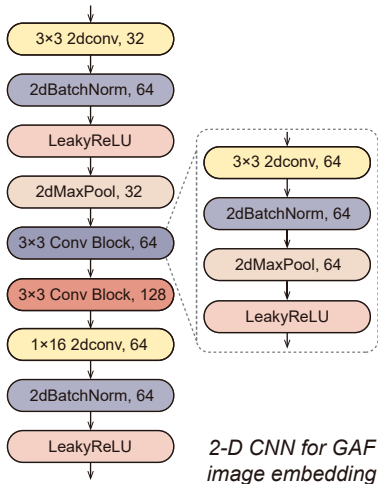 3×3 2dconv, 32
2dBatchNorm, 64
LeakyReLU
2dMaxPool, 32
3×3 Conv Block, 64
3×3 Conv Block, 128
1×16 2dconv, 64
2dBatchNorm, 64
LeakyReLU
3×3 2dconv, 64
2dBatchNorm, 64
2dMaxPool, 64
LeakyReLU
2-D CNN for GAF
image embedding